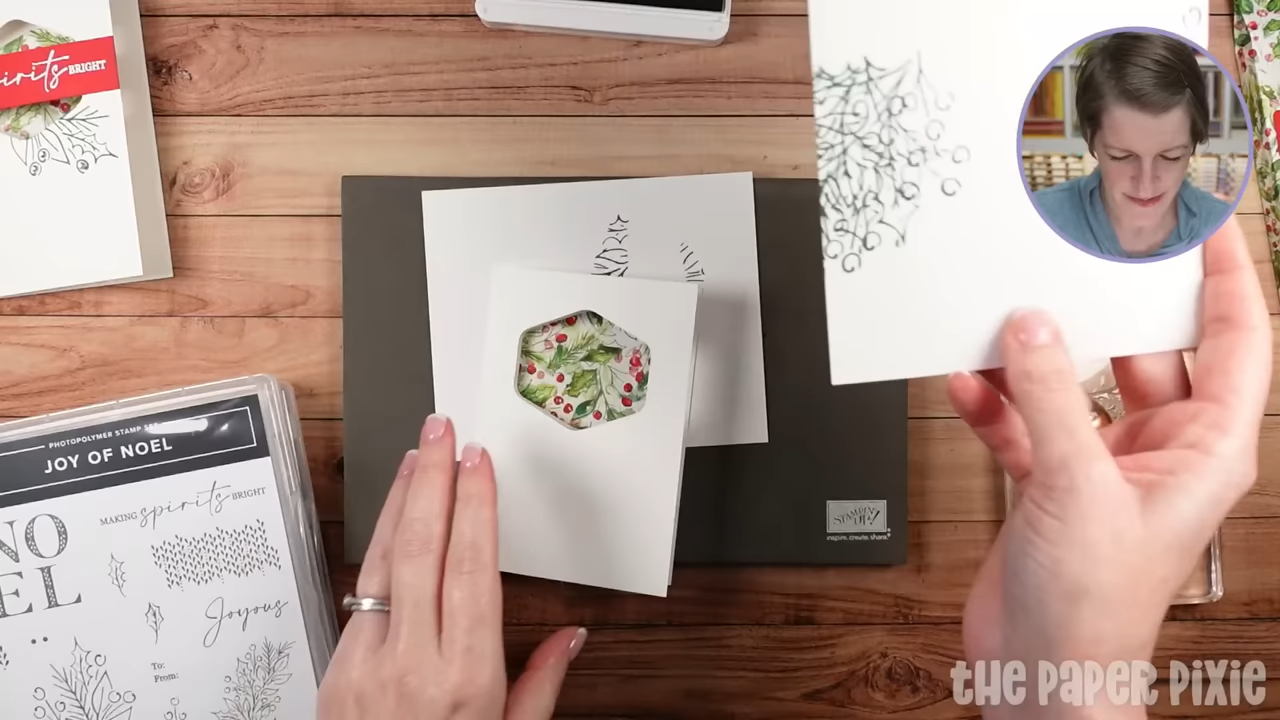 irits BRIGHT
PHOTOPOLYMER STAMP SET
JOY OF NOEL
NO
EL
MAKING spirits BRIGHT
Joyous
To:
From:
STAMPIN' UP!
inspire. create. share.
the paper pixie